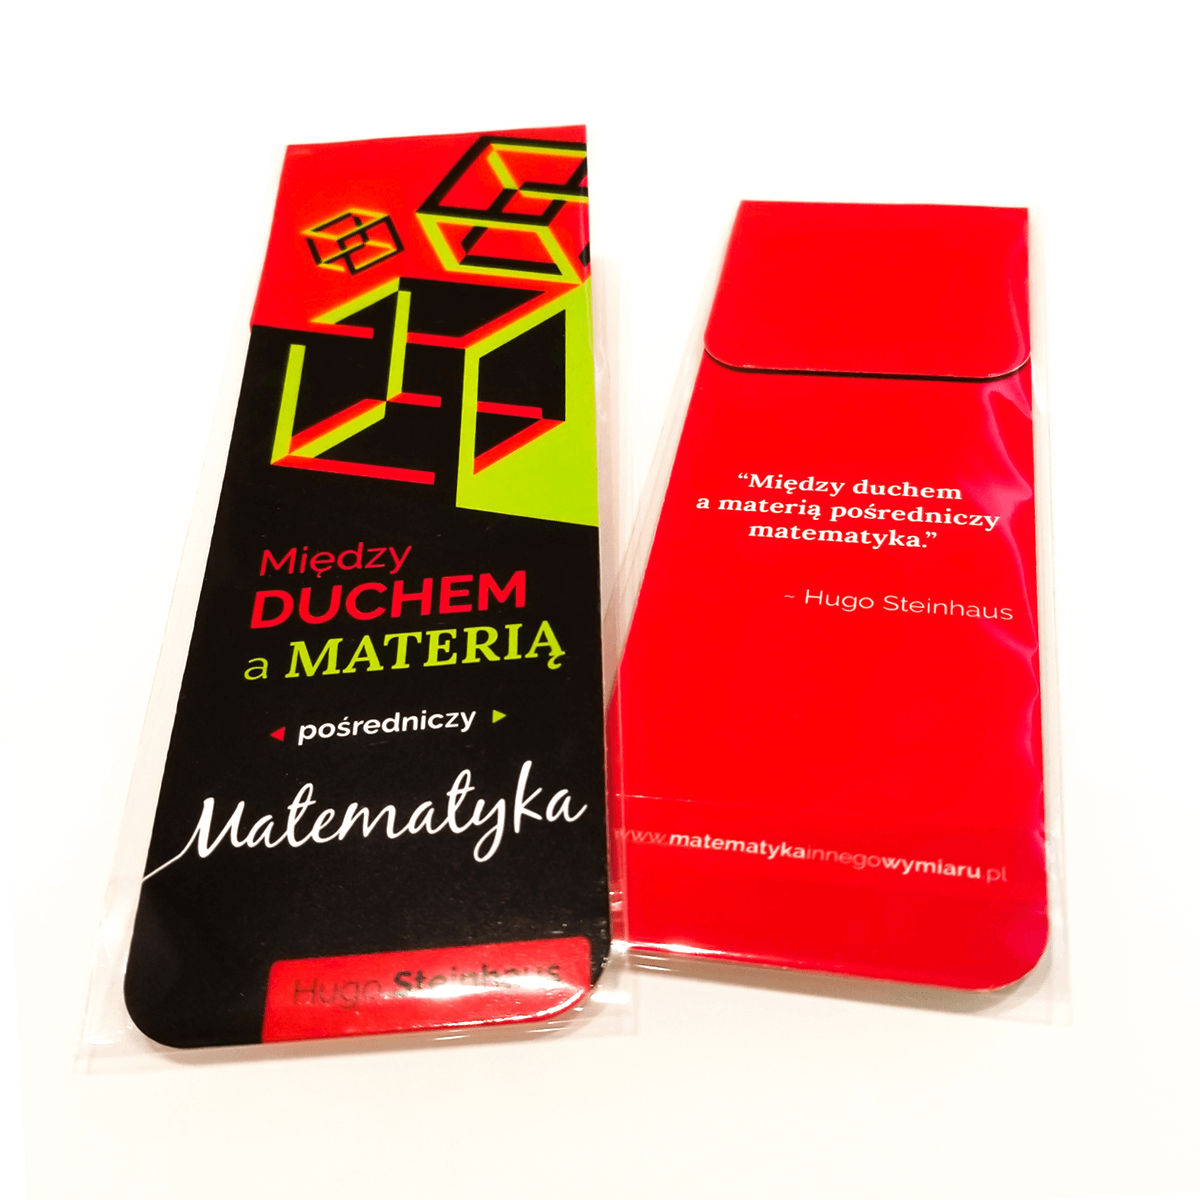 Między
DUCHEM
a MATERIĄ
pośredniczy
Matematyka
Hugo Steinhaus
“Między duchem
a materią pośredniczy
matematyka.”
~ Hugo Steinhaus
www.matematykainnegowymiaru.pl